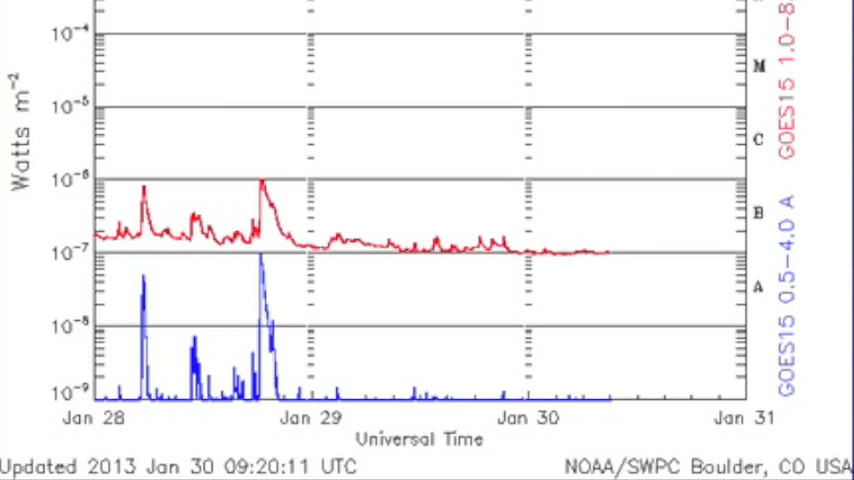 10⁻⁴
M
10⁻⁵
C
10⁻⁶
B
10⁻⁷
A
10⁻⁸
10⁻⁹
Watts m⁻²
GOES15 1.0-8.
GOES15 0.5-4.0 A
Jan 28 Jan 29 Jan 30 Jan 31
Universal Time
Updated 2013 Jan 30 09:20:11 UTC NOAA/SWPC Boulder, CO USA